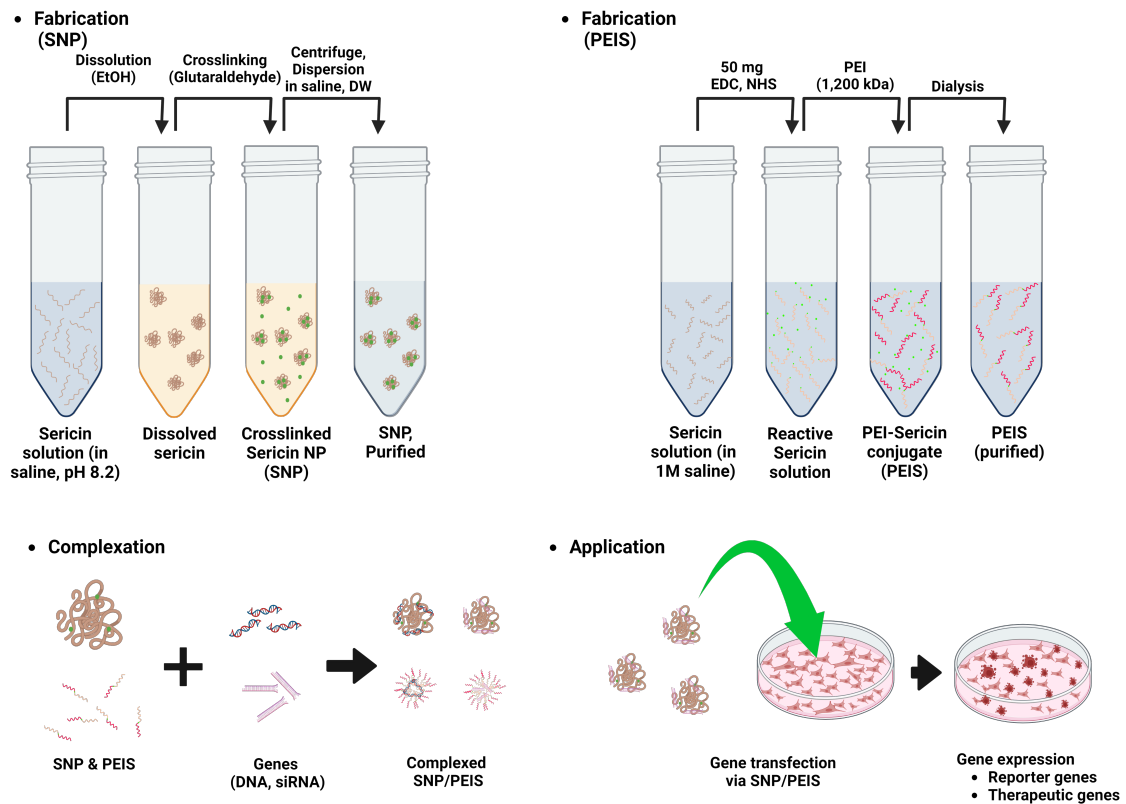 • Fabrication
(SNP)
Dissolution
(EtOH)
Crosslinking
(Glutaraldehyde)
Centrifuge,
Dispersion
in saline, DW
Sericin
solution (in
saline, pH 8.2)
Dissolved
sericin
Crosslinked
Sericin NP
(SNP)
SNP,
Purified
• Fabrication
(PEIS)
50 mg
EDC, NHS
PEI
(1,200 kDa)
Dialysis
Sericin
solution (in
1M saline)
Reactive
Sericin
solution
PEI-Sericin
conjugate
(PEIS)
PEIS
(purified)
• Complexation
SNP & PEIS
Genes
(DNA, siRNA)
Complexed
SNP/PEIS
• Application
Gene transfection
via SNP/PEIS
Gene expression
• Reporter genes
• Therapeutic genes